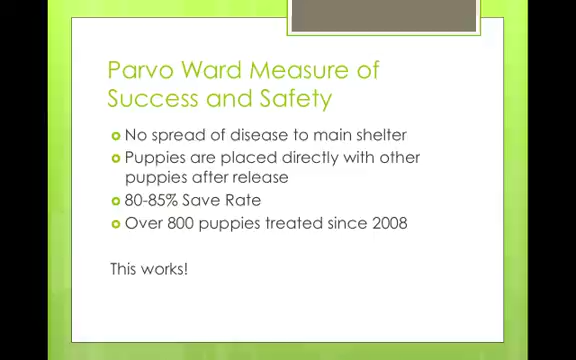 Parvo Ward Measure of
Success and Safety
No spread of disease to main shelter
Puppies are placed directly with other
puppies after release
80-85% Save Rate
Over 800 puppies treated since 2008
This works!